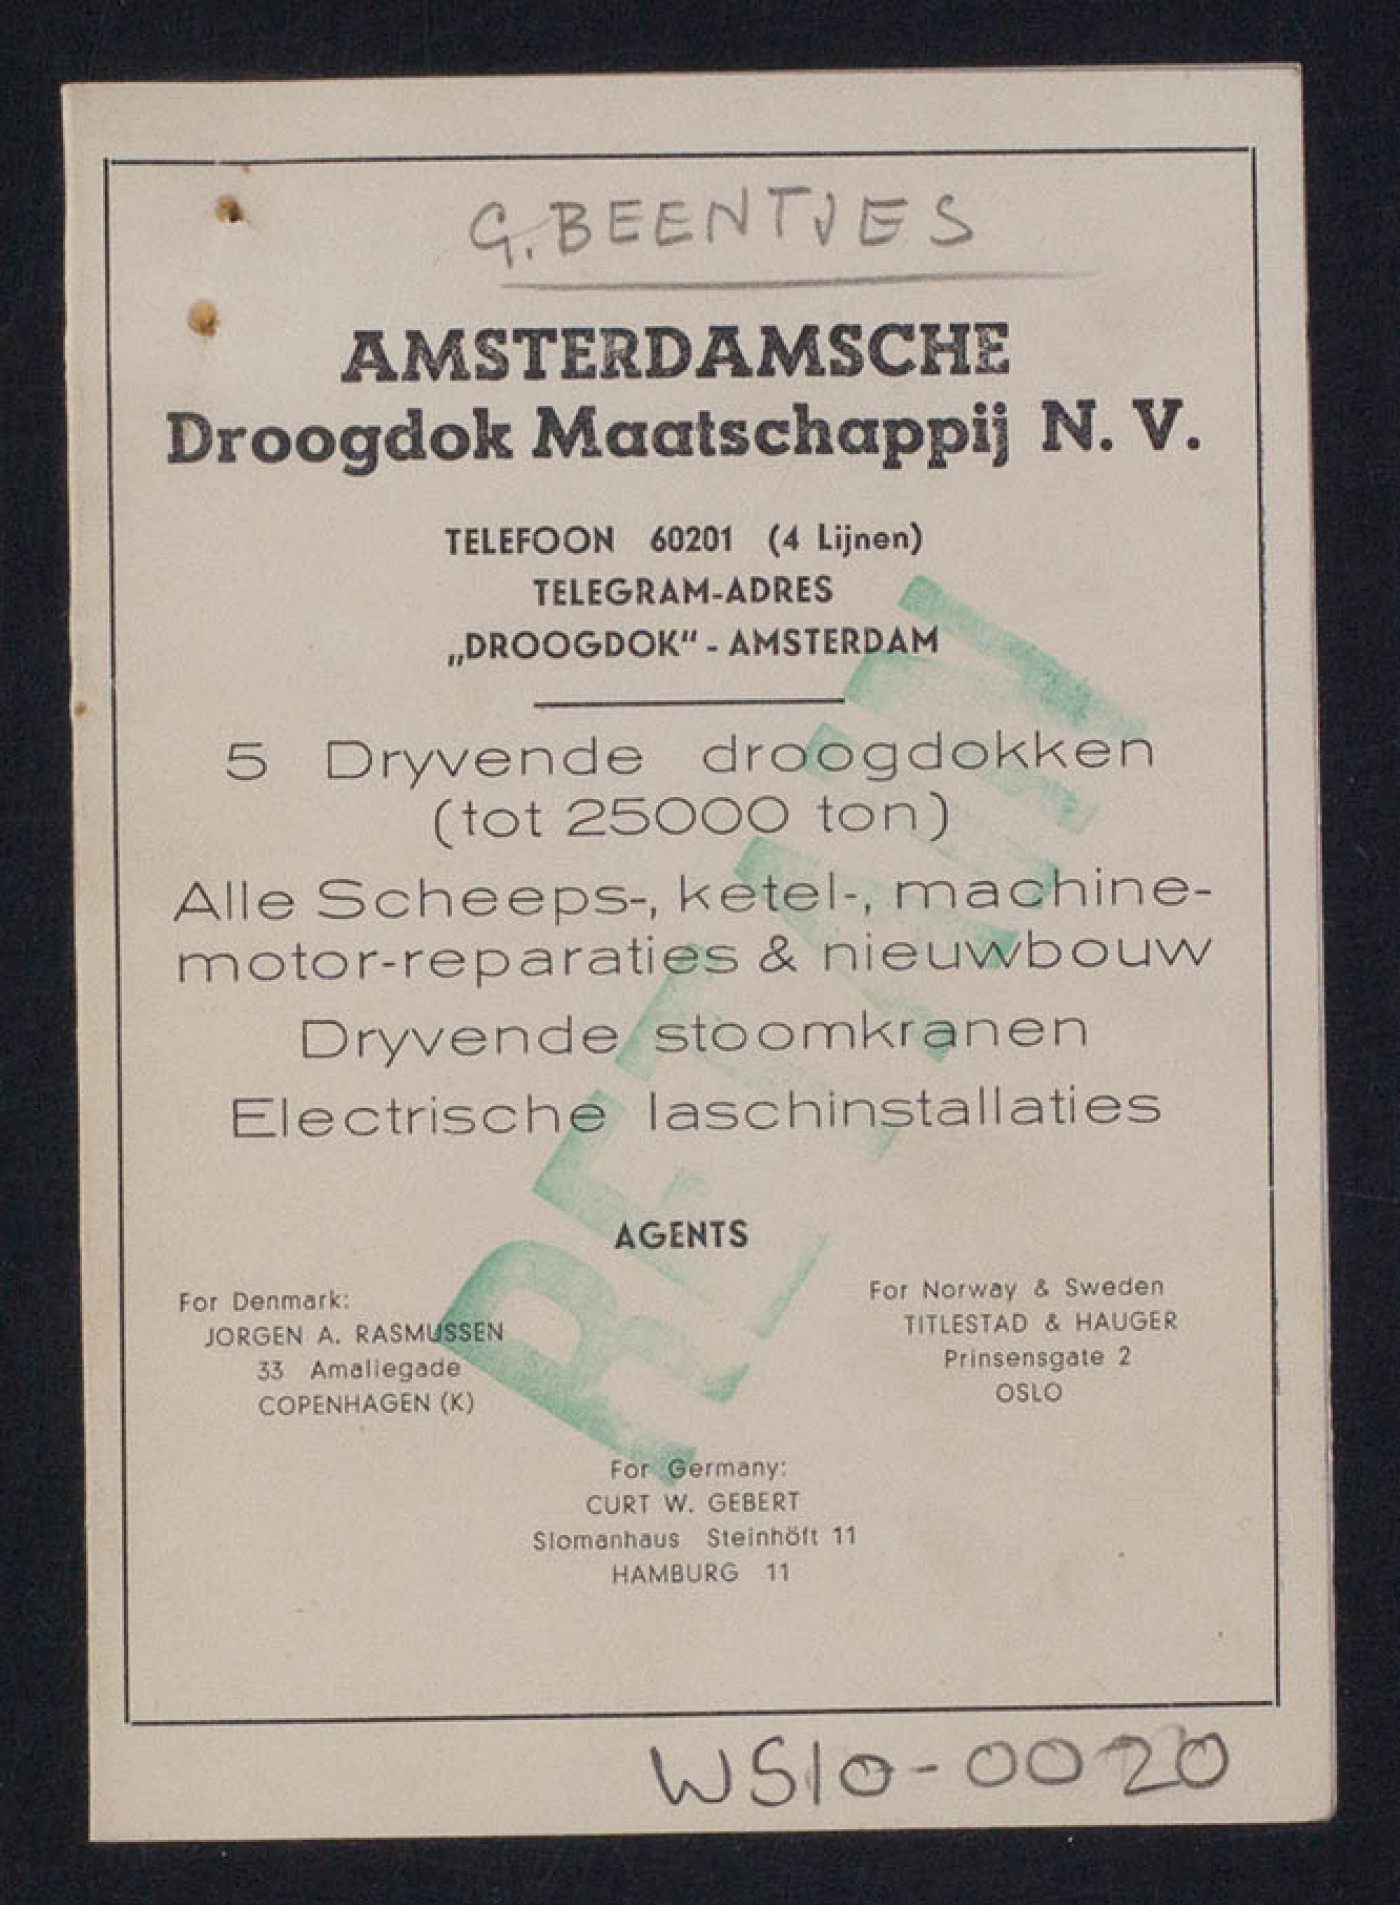 G. BEENTJES
AMSTERDAMSCHE
Droogdok Maatschappij N. V.
TELEFOON 60201 (4 Lijnen)
TELEGRAM-ADRES
„DROOGDOK“ - AMSTERDAM
5 Dryvende droogdokken
(tot 25000 ton)
Alle Scheeps-, ketel-, machine-
motor-reparaties & nieuwbouw
Dryvende stoomkranen
Electrische laschinstallaties
AGENTS
For Denmark:
JORGEN A. RASMUSSEN
33 Amaliegade
COPENHAGEN (K)
For Norway & Sweden
TITLESTAD & HAUGER
Prinsensgate 2
OSLO
For Germany:
CURT W. GEBERT
Slomanhaus Steinhöft 11
HAMBURG 11
WS10-0020